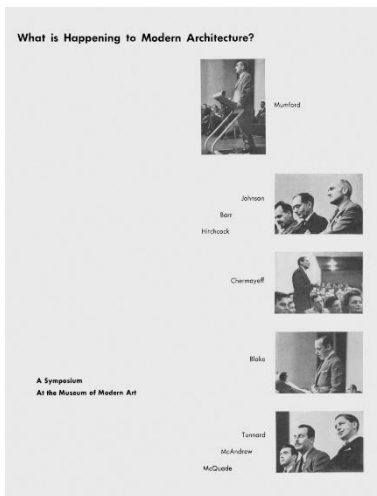 What is Happening to Modern Architecture?
Mumford
Johnson
Barr
Hitchcock
Chermayeff
Blake
A Symposium
At the Museum of Modern Art
Tunnard
McAndrew
McQuade